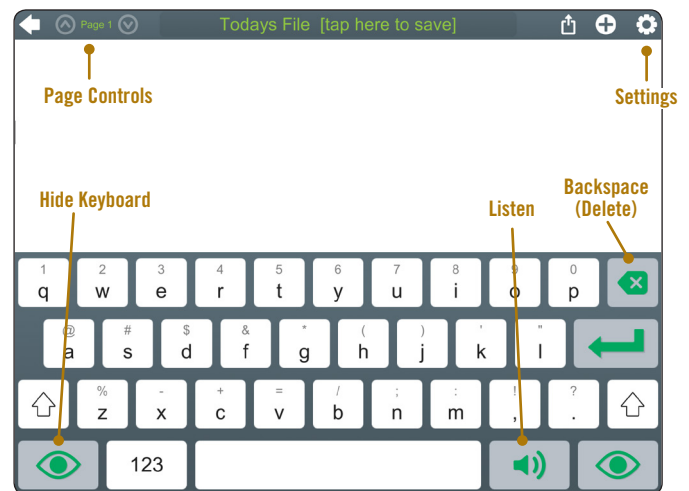 Page 1
Todays File [tap here to save]
Page Controls
Settings
Hide Keyboard
Listen
Backspace
(Delete)
1 2 3 4 5 6 7 8 9 0
q w e r t y u i o p
@ # $ & * ( ) ' "
a s d f g h j k l
% - + = / ; : ! ?
z x c v b n m , .
123